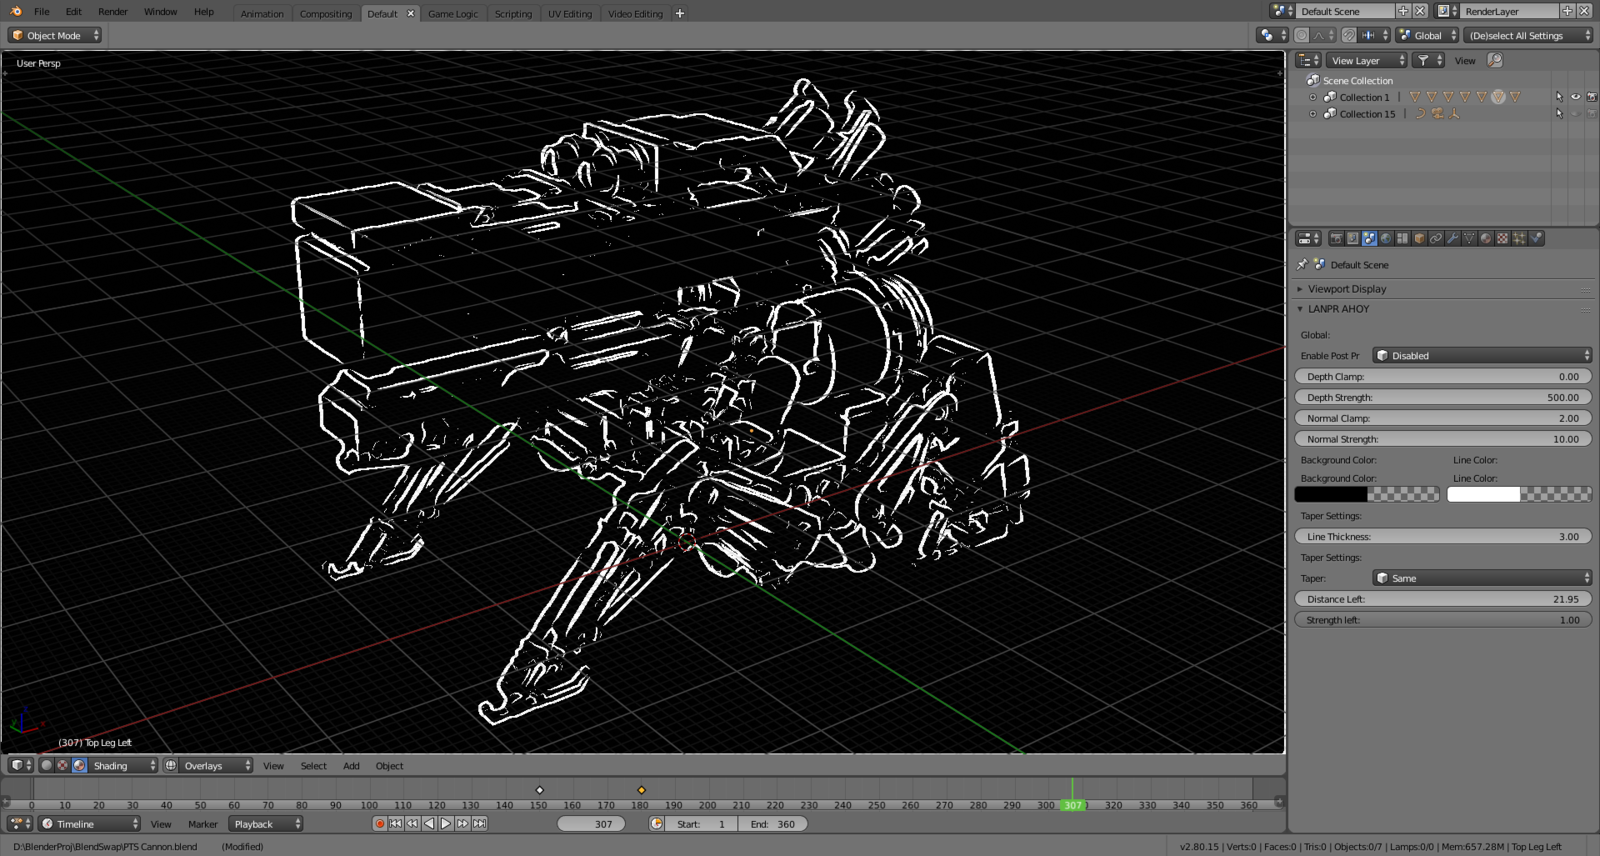 File Edit Render Window Help Animation Compositing Default Game Logic Scripting UV Editing Video Editing Default Scene RenderLayer
Object Mode Global (De)select All Settings
User Persp
View Layer View
Scene Collection
Collection 1
Collection 15
Default Scene
Viewport Display
LANPR AHOY
Global:
Enable Post Pr Disabled
Depth Clamp: 0.00
Depth Strength: 500.00
Normal Clamp: 2.00
Normal Strength: 10.00
Background Color: Line Color:
Background Color: Line Color:
Taper Settings:
Line Thickness: 3.00
Taper Settings:
Taper: Same
Distance Left: 21.95
Strength left: 1.00
(307) Top Leg Left
Shading Overlays View Select Add Object
0 10 20 30 40 50 60 70 80 90 100 110 120 130 140 150 160 170 180 190 200 210 220 230 240 250 260 270 280 290 300 307 320 330 340 350 360
Timeline View Marker Playback 307 Start: 1 End: 360
D:\BlenderProj\BlendSwap\PTS Cannon.blend (Modified) v2.80.15 | Verts:0 | Faces:0 | Tris:0 | Objects:0/7 | Lamps:0/0 | Mem:657.28M | Top Leg Left